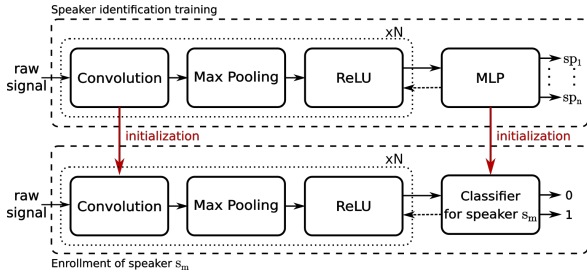 Speaker identification training
xN
raw
signal
Convolution
Max Pooling
ReLU
MLP
sp₁
spₙ
initialization
initialization
xN
raw
signal
Convolution
Max Pooling
ReLU
Classifier
for speaker sₘ
0
1
Enrollment of speaker sₘ